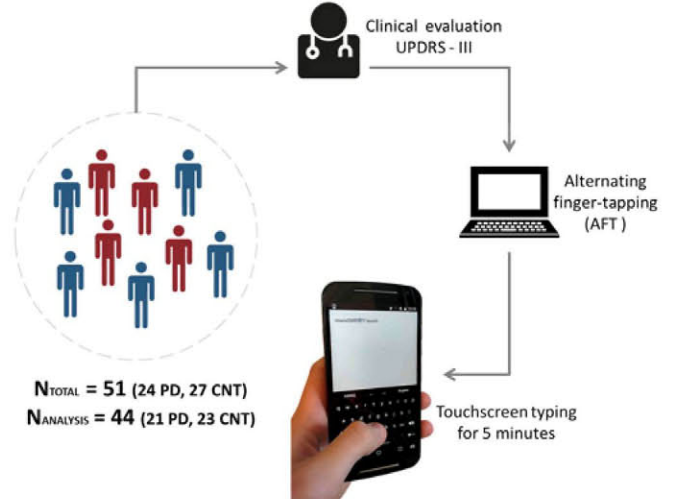 Clinical evaluation
UPDRS - III
Alternating
finger-tapping
(AFT )
Touchscreen typing
for 5 minutes
NTOTAL = 51 (24 PD, 27 CNT)
NANALYSIS = 44 (21 PD, 23 CNT)